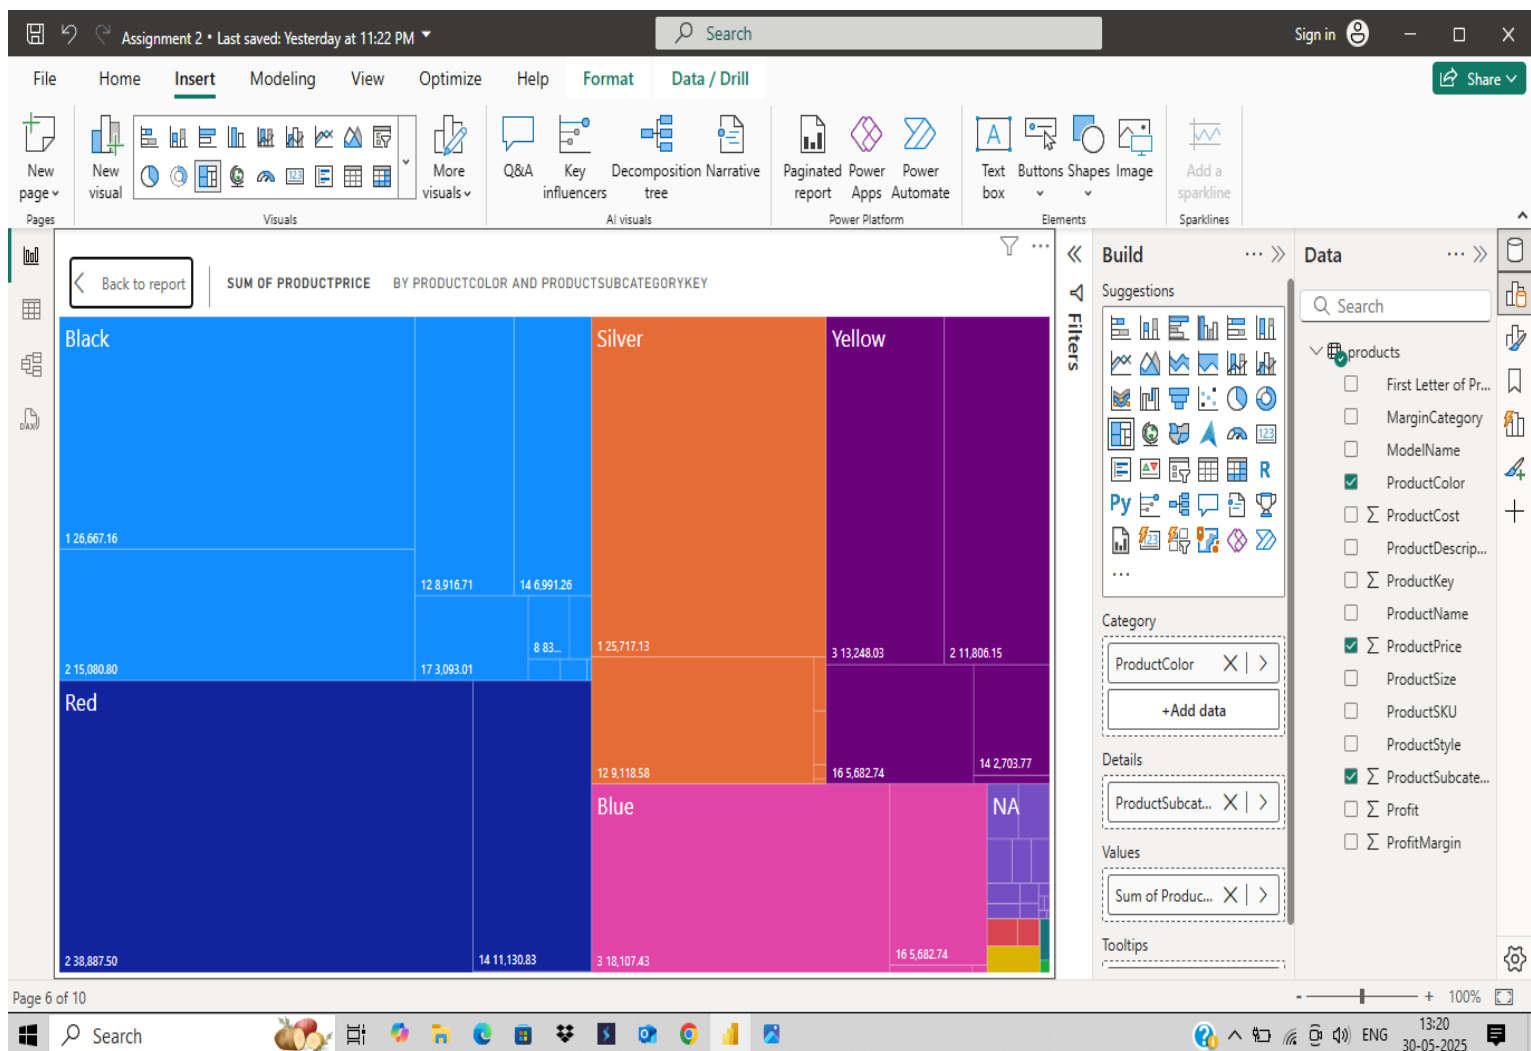 Assignment 2 • Last saved: Yesterday at 11:22 PM
Search
Sign in
File Home Insert Modeling View Optimize Help Format Data / Drill
Share
New page
New visual
More visuals
Q&A
Key influencers
Decomposition tree
Narrative
Paginated report
Power Apps
Power Automate
Text box
Buttons
Shapes
Image
Add a sparkline
Pages
Visuals
AI visuals
Power Platform
Elements
Sparklines
Back to report
SUM OF PRODUCTPRICE BY PRODUCTCOLOR AND PRODUCTSUBCATEGORYKEY
Black
1 26,667.16
2 15,080.80
12 8,916.71
14 6,991.26
17 3,093.01
8 83...
Red
2 38,887.50
14 11,130.83
Silver
1 25,717.13
12 9,118.58
Yellow
3 13,248.03
2 11,806.15
16 5,682.74
14 2,703.77
Blue
3 18,107.43
16 5,682.74
NA
Filters
Build
Suggestions
Py
R
123
...
Category
ProductColor
+Add data
Details
ProductSubcat...
Values
Sum of Produc...
Tooltips
Data
Search
products
First Letter of Pr...
MarginCategory
ModelName
ProductColor
ProductCost
ProductDescrip...
ProductKey
ProductName
ProductPrice
ProductSize
ProductSKU
ProductStyle
ProductSubcate...
Profit
ProfitMargin
DAX
Page 6 of 10
- + 100%
Search
ENG
13:20
30-05-2025